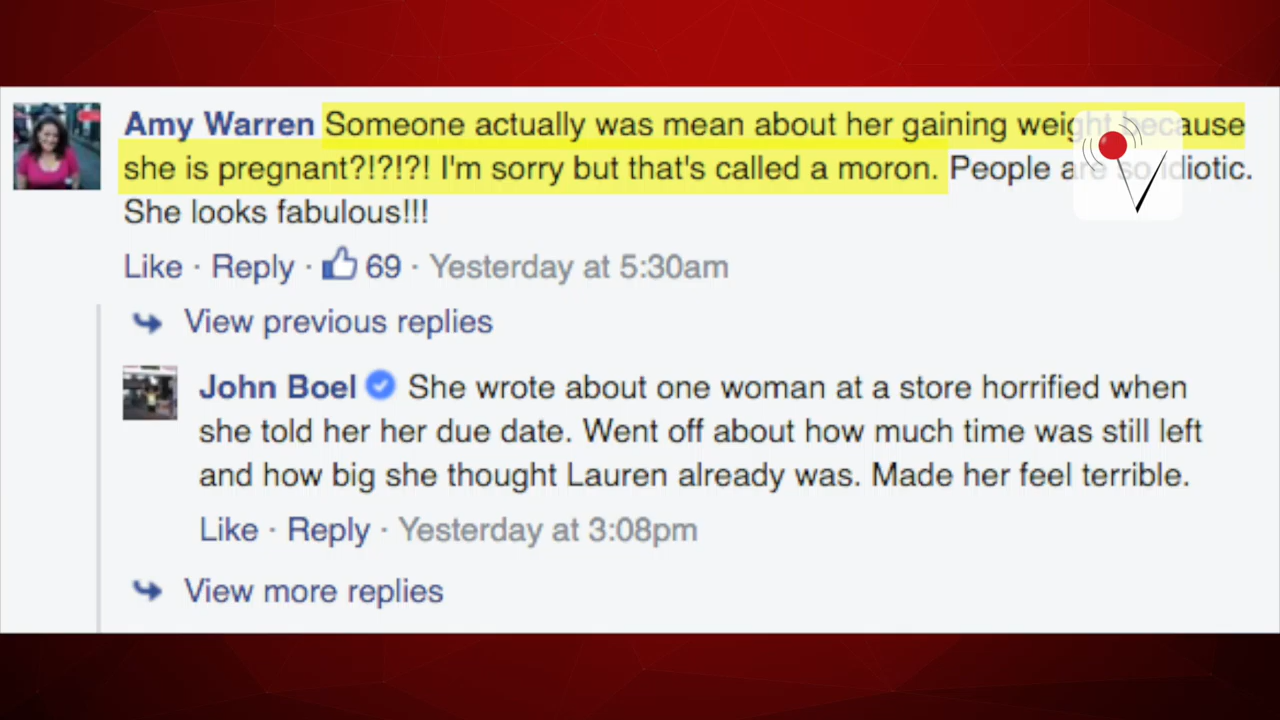 Amy Warren Someone actually was mean about her gaining weight because
she is pregnant?!?!?! I'm sorry but that's called a moron. People are so idiotic.
She looks fabulous!!!
Like · Reply · 69 · Yesterday at 5:30am
View previous replies
John Boel She wrote about one woman at a store horrified when
she told her her due date. Went off about how much time was still left
and how big she thought Lauren already was. Made her feel terrible.
Like · Reply · Yesterday at 3:08pm
View more replies